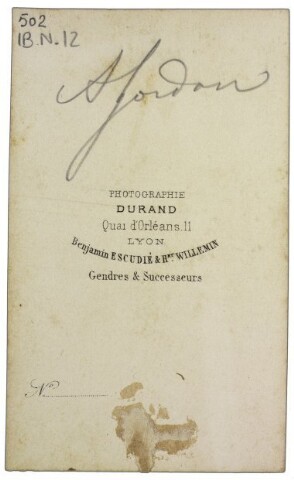 502
IB.N.12
A Jordan
PHOTOGRAPHIE
DURAND
Quai d'Orléans. 11
LYON
Benjamin ESCUDIÉ & Hri WILLEMIN
Gendres & Successeurs
N°